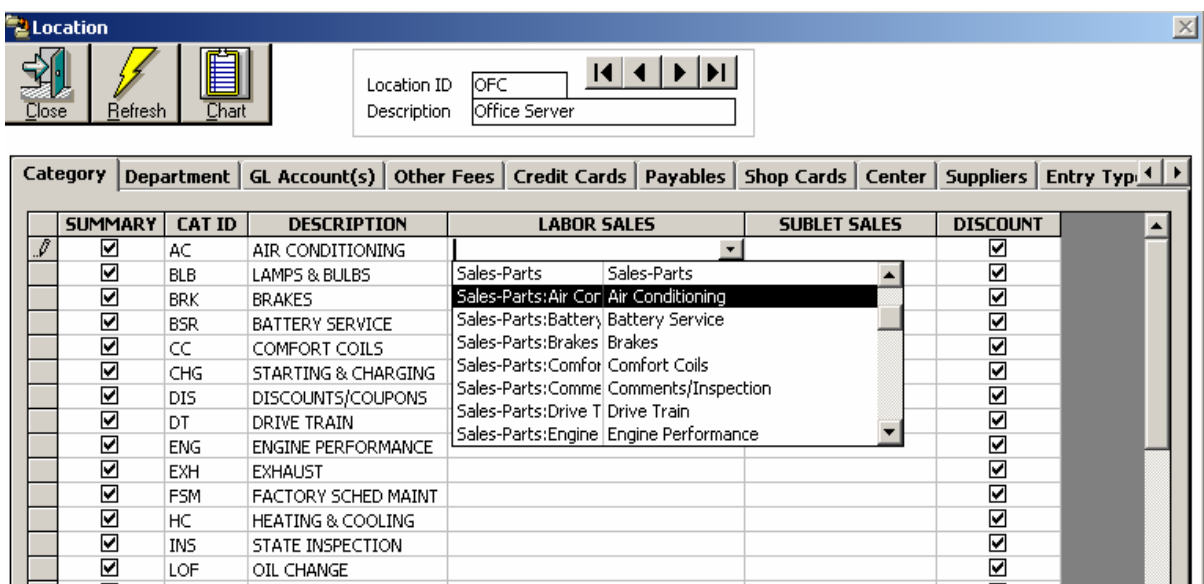 Location
Close Refresh Chart
Location ID OFC
Description Office Server
Category Department GL Account(s) Other Fees Credit Cards Payables Shop Cards Center Suppliers Entry Typ
SUMMARY CAT ID DESCRIPTION LABOR SALES SUBLET SALES DISCOUNT
AC AIR CONDITIONING
BLB LAMPS & BULBS Sales-Parts Sales-Parts
BRK BRAKES Sales-Parts:Air Cor Air Conditioning
BSR BATTERY SERVICE Sales-Parts:Battery Battery Service
CC COMFORT COILS Sales-Parts:Brakes Brakes
CHG STARTING & CHARGING Sales-Parts:Comfor Comfort Coils
DIS DISCOUNTS/COUPONS Sales-Parts:Comme Comments/Inspection
DT DRIVE TRAIN Sales-Parts:Drive T Drive Train
ENG ENGINE PERFORMANCE Sales-Parts:Engine Engine Performance
EXH EXHAUST
FSM FACTORY SCHED MAINT
HC HEATING & COOLING
INS STATE INSPECTION
LOF OIL CHANGE